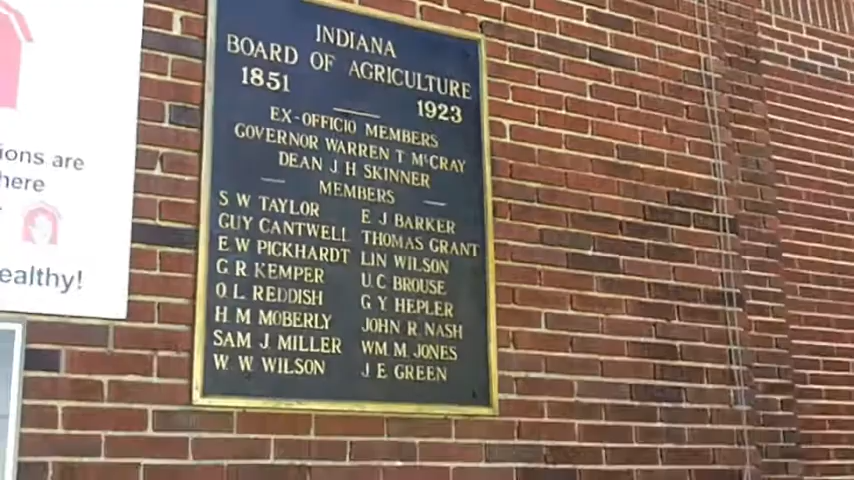 INDIANA
BOARD OF AGRICULTURE
1851 1923
EX-OFFICIO MEMBERS
GOVERNOR WARREN T McCRAY
DEAN J H SKINNER
MEMBERS
S W TAYLOR
GUY CANTWELL
E W PICKHARDT
G R KEMPER
O L REDDISH
H M MOBERLY
SAM J MILLER
W W WILSON
E J BARKER
THOMAS GRANT
LIN WILSON
U C BROUSE
G Y HEPLER
JOHN R NASH
WM M JONES
J E GREEN
are
here